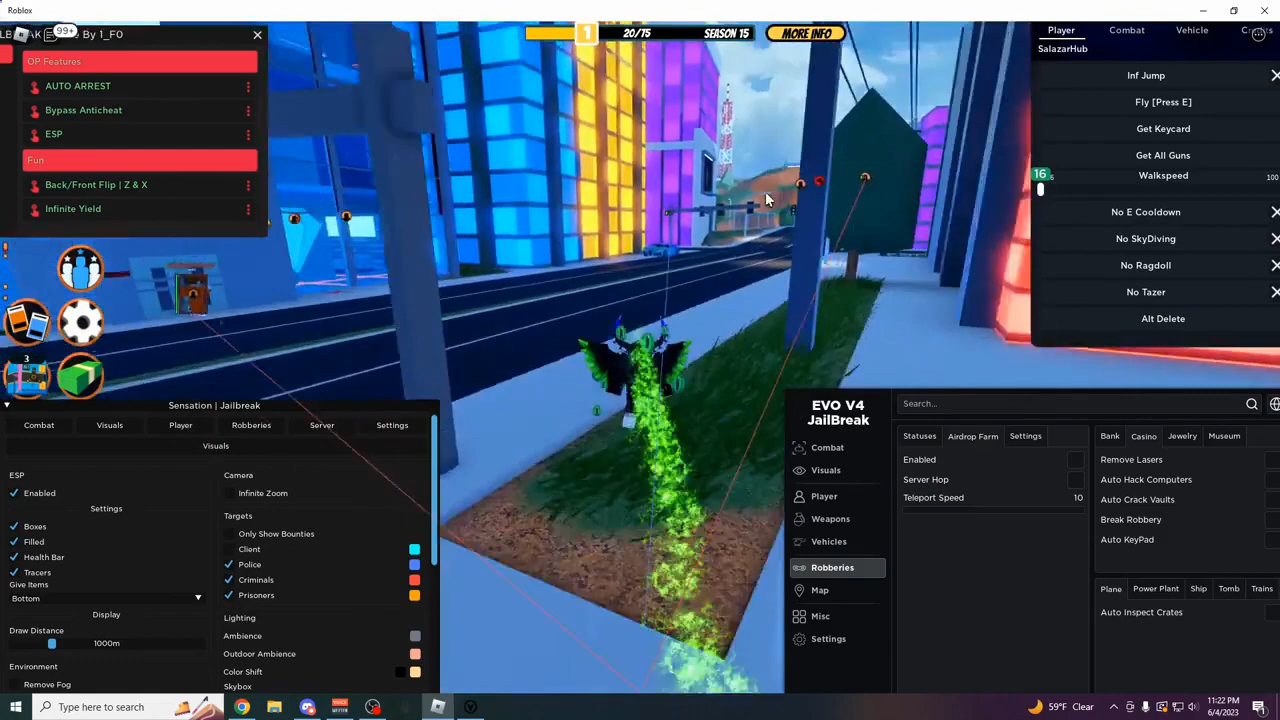 Roblox
LBREAK
99+
By 1_F0
OP Features
AUTO ARREST
Bypass Anticheat
ESP
Fun
Back/Front Flip | Z & X
Infinite Yield
1
20/75
SEASON 15
MORE INFO
Player
Combat
Vehicle
SalazarHub
Inf Jump
Fly [Press E]
Get Keycard
Get All Guns
Walkspeed
16
100
No E Cooldown
No SkyDiving
No Ragdoll
No Tazer
Alt Delete
3
Sensation | Jailbreak
Combat
Visuals
Player
Robberies
Server
Settings
Visuals
ESP
Enabled
Settings
Boxes
Filled
Health Bar
Tracers
Give Items
Bottom
Display
Draw Distance
1000m
Environment
Remove Fog
Camera
Infinite Zoom
Targets
Only Show Bounties
Client
Police
Criminals
Prisoners
Lighting
Ambience
Outdoor Ambience
Color Shift
Skybox
EVO V4
JailBreak
Combat
Visuals
Player
Weapons
Vehicles
Robberies
Map
Misc
Settings
Search...
Statuses
Airdrop Farm
Settings
Enabled
Server Hop
Teleport Speed
10
Bank
Casino
Jewelry
Museum
Remove Lasers
Auto Hack Computers
Auto Crack Vaults
Break Robbery
Auto KeyPad
Plane
Power Plant
Ship
Tomb
Trains
Auto Inspect Crates
Type here to search
59°F Clear
11:22 PM
6/4/2023